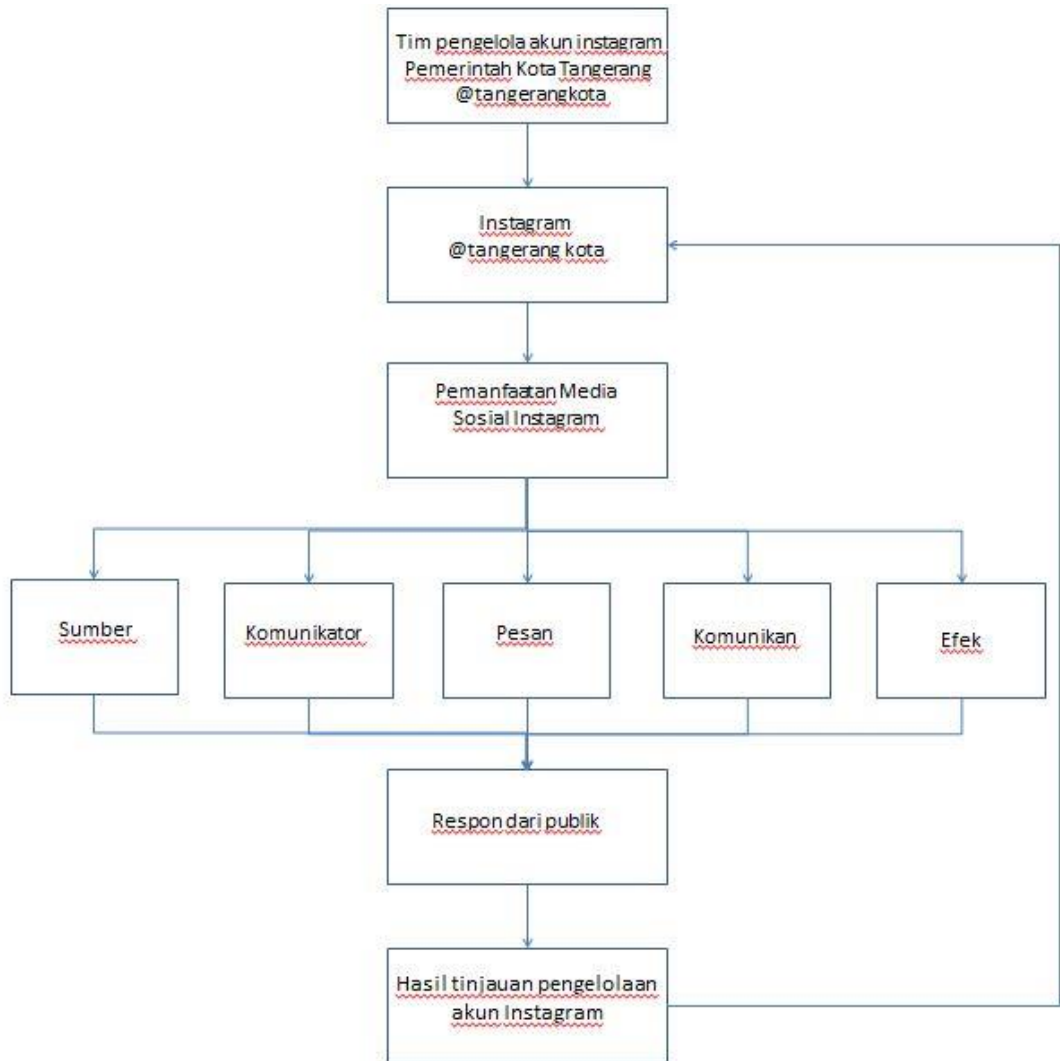 Tim pengelola akun instagram
Pemerintah Kota Tangerang
@tangerangkota
Instagram
@tangerang kota
Pemanfaatan Media
Sosial Instagram
Sumber
Komunikator
Pesan
Komunikan
Efek
Respon dari publik
Hasil tinjauan pengelolaan
akun Instagram